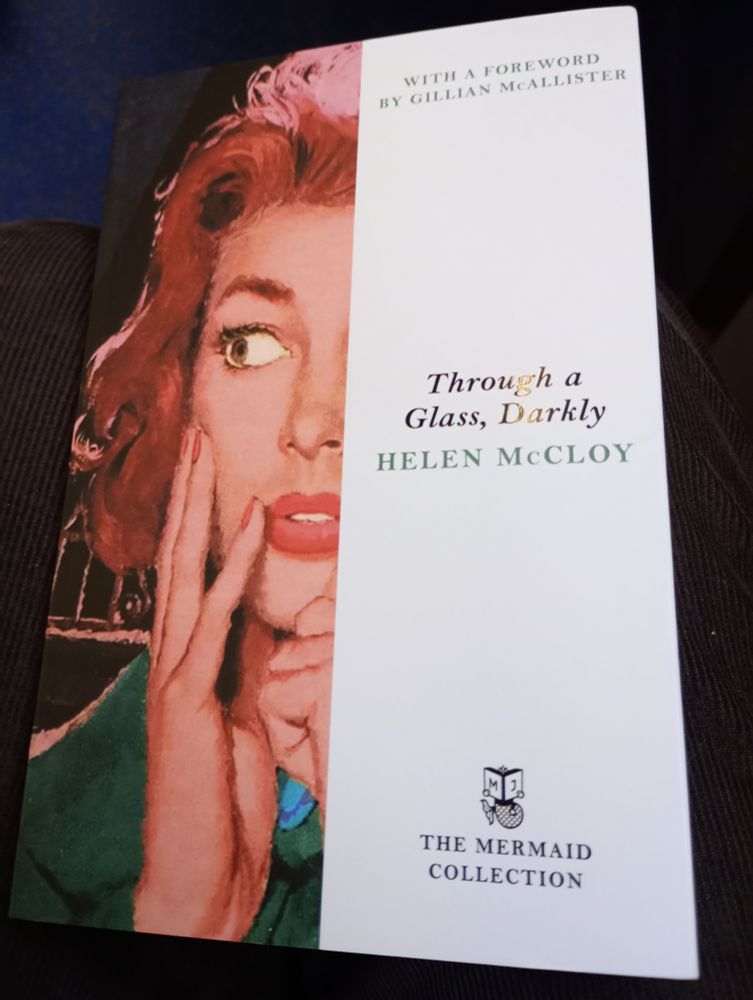 WITH A FOREWORD
BY GILLIAN McALLISTER
Through a
Glass, Darkly
HELEN McCLOY
M J
THE MERMAID
COLLECTION